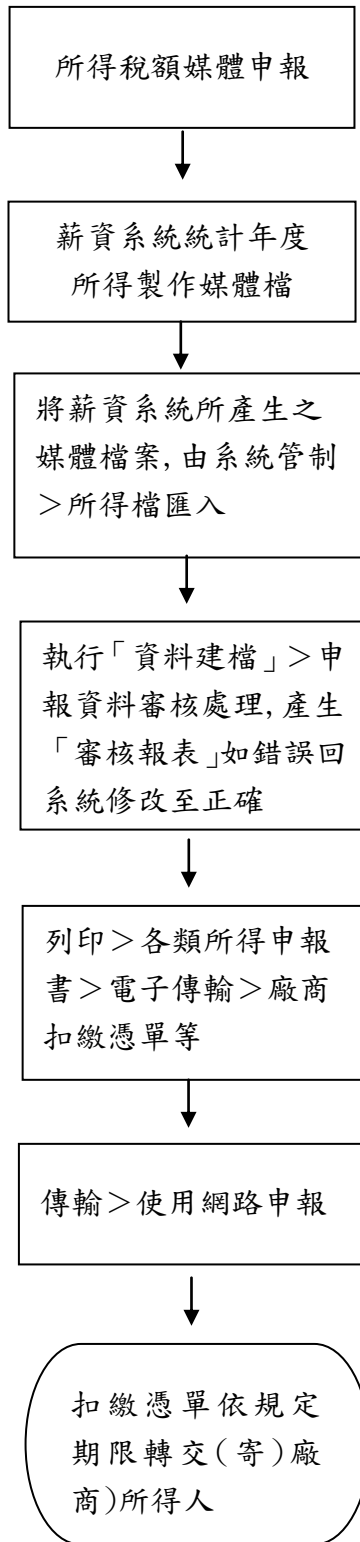 所得稅額媒體申報
薪資系統統計年度
所得製作媒體檔
將薪資系統所產生之
媒體檔案,由系統管制
＞所得檔匯入
執行「資料建檔」＞申
報資料審核處理,產生
「審核報表」如錯誤回
系統修改至正確
列印＞各類所得申報
書＞電子傳輸＞廠商
扣繳憑單等
傳輸＞使用網路申報
扣繳憑單依規定
期限轉交(寄)廠
商)所得人